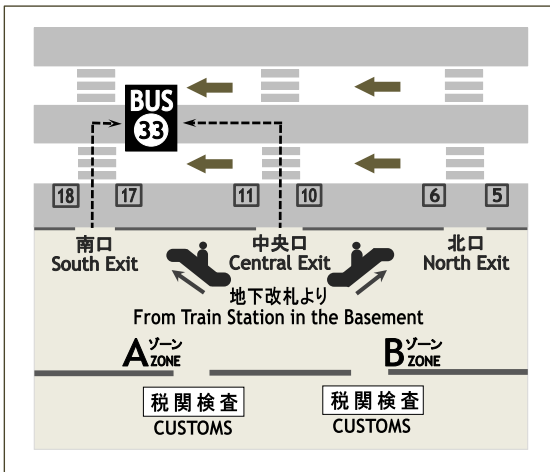 BUS
33
18
17
11
10
6
5
南口
South Exit
中央口
Central Exit
北口
North Exit
地下改札より
From Train Station in the Basement
A ゾーン ZONE
B ゾーン ZONE
税関検査
CUSTOMS
税関検査
CUSTOMS